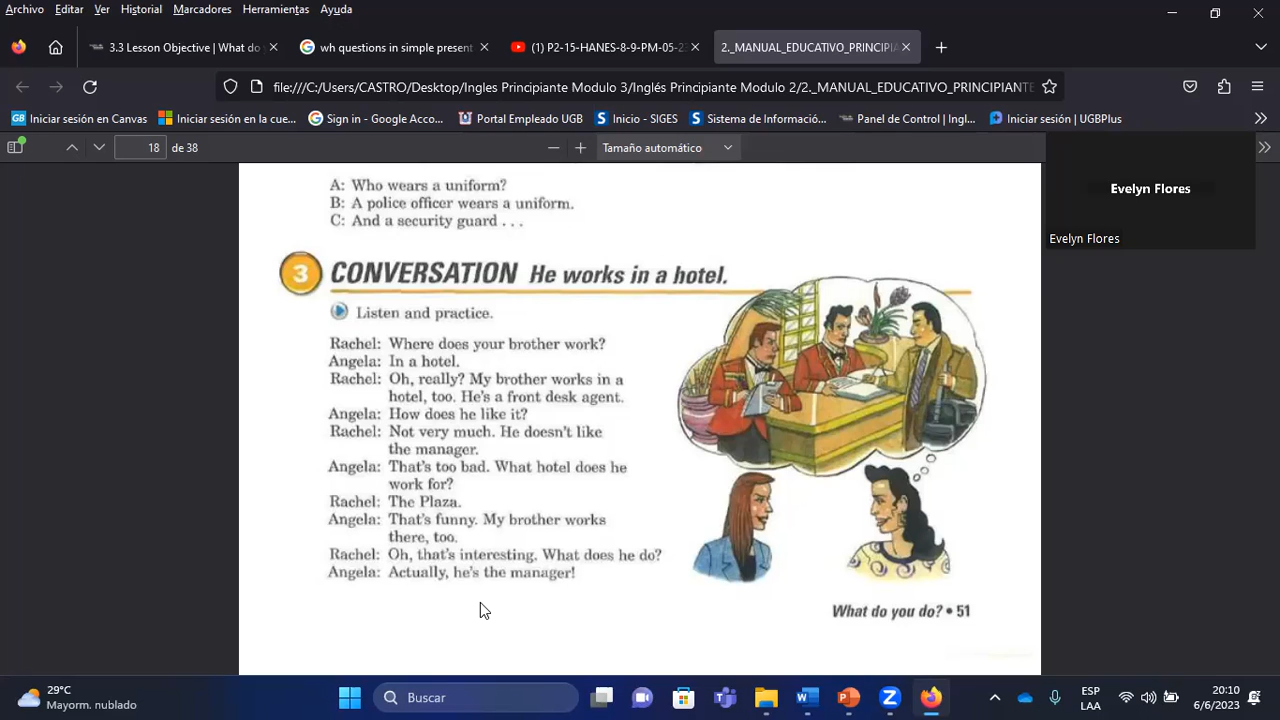 Archivo Editar Ver Historial Marcadores Herramientas Ayuda
3.3 Lesson Objective | What do y
wh questions in simple present
(1) P2-15-HANES-8-9-PM-05-23
2._MANUAL_EDUCATIVO_PRINCIPIA
file:///C:/Users/CASTRO/Desktop/Ingles Principiante Modulo 3/Inglés Principiante Modulo 2/2._MANUAL_EDUCATIVO_PRINCIPIANTE
GB Iniciar sesión en Canvas
Iniciar sesión en la cue...
Sign in - Google Acco...
Portal Empleado UGB
S Inicio - SIGES
S Sistema de Informació...
Panel de Control | Ingl...
Iniciar sesión | UGBPlus
18 de 38
Tamaño automático
Evelyn Flores
Evelyn Flores
A: Who wears a uniform?
B: A police officer wears a uniform.
C: And a security guard . . .
3 CONVERSATION He works in a hotel.
Listen and practice.
Rachel: Where does your brother work?
Angela: In a hotel.
Rachel: Oh, really? My brother works in a
hotel, too. He's a front desk agent.
Angela: How does he like it?
Rachel: Not very much. He doesn't like
the manager.
Angela: That's too bad. What hotel does he
work for?
Rachel: The Plaza.
Angela: That's funny. My brother works
there, too.
Rachel: Oh, that's interesting. What does he do?
Angela: Actually, he's the manager!
What do you do? • 51
29°C
Mayorm. nublado
Buscar
ESP
LAA
20:10
6/6/2023